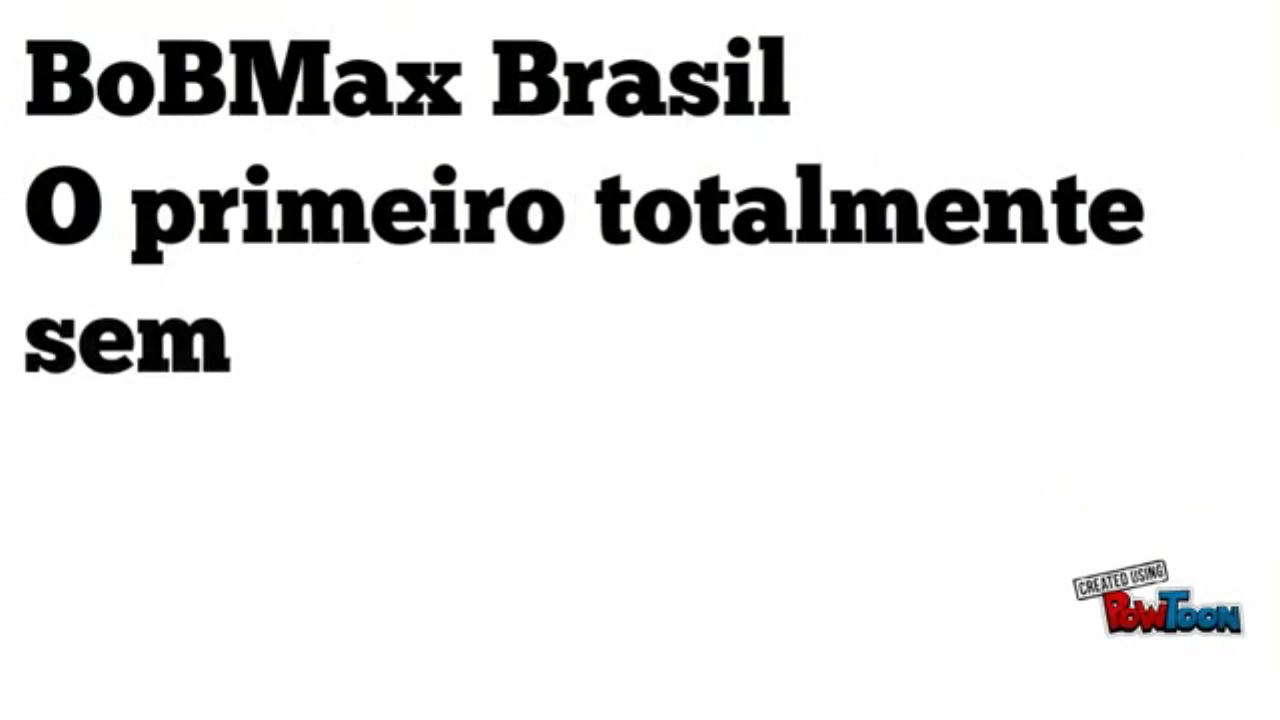 BoBMax Brasil
O primeiro totalmente
sem
CREATED USING
POWTOON